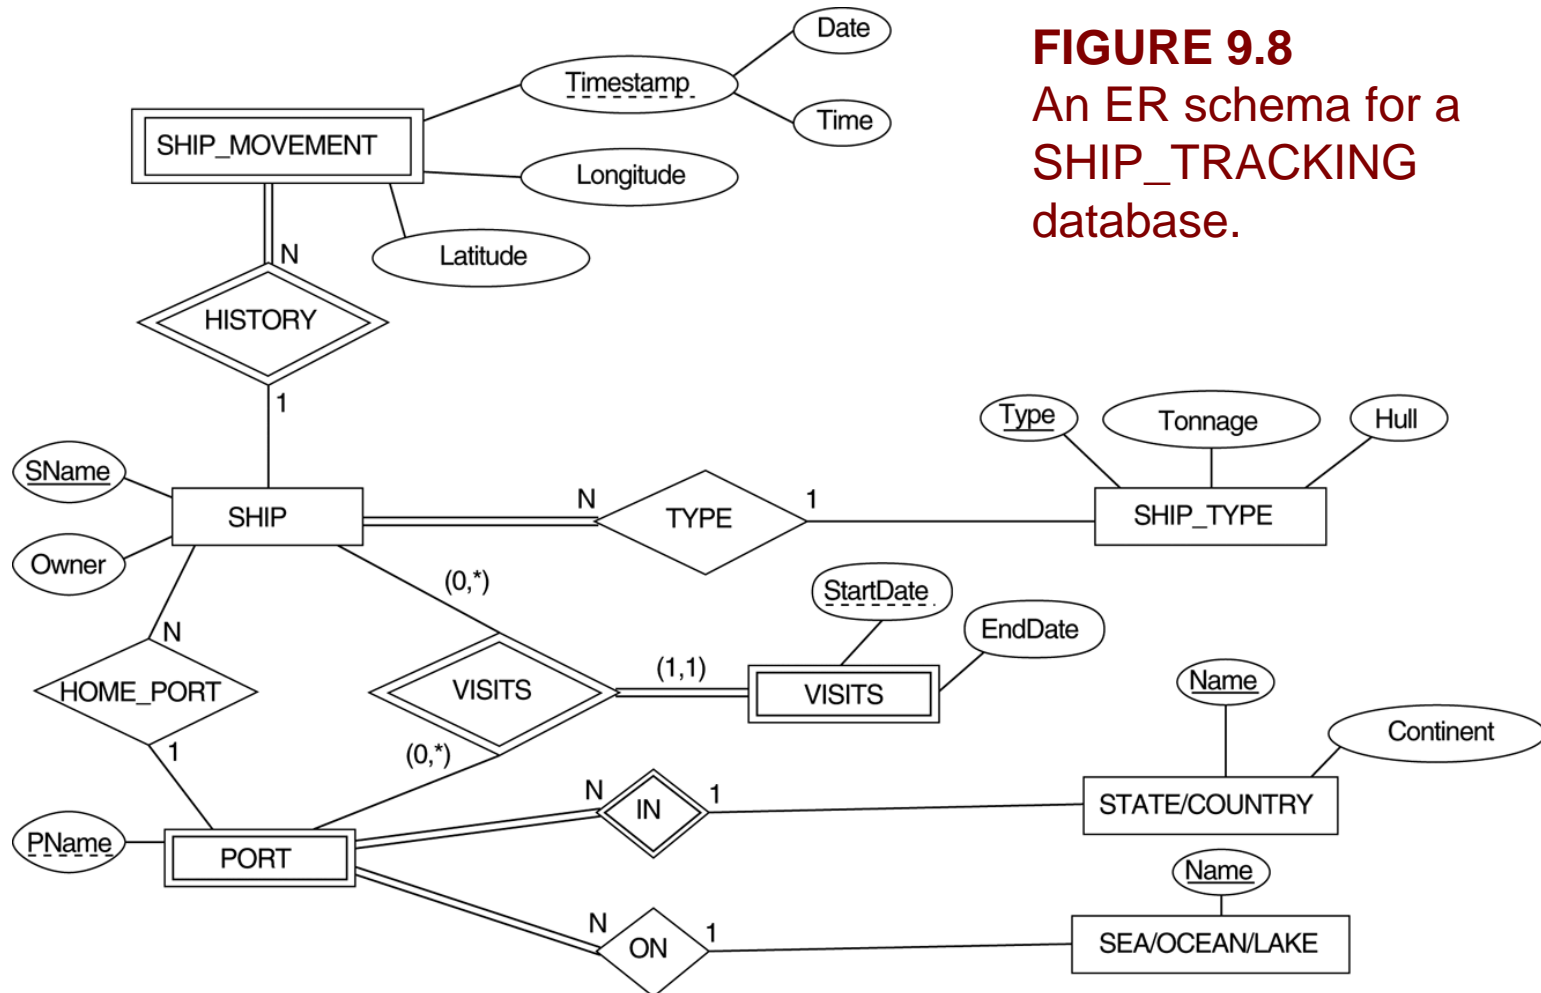 FIGURE 9.8
An ER schema for a
SHIP_TRACKING
database.
Date
Timestamp
Time
SHIP_MOVEMENT
Longitude
Latitude
N
HISTORY
1
Type
Tonnage
Hull
SName
SHIP
N
TYPE
1
SHIP_TYPE
Owner
(0,*)
StartDate
EndDate
N
HOME_PORT
VISITS
(1,1)
VISITS
1
(0,*)
Name
Continent
N
IN
1
STATE/COUNTRY
PName
PORT
Name
N
ON
1
SEA/OCEAN/LAKE